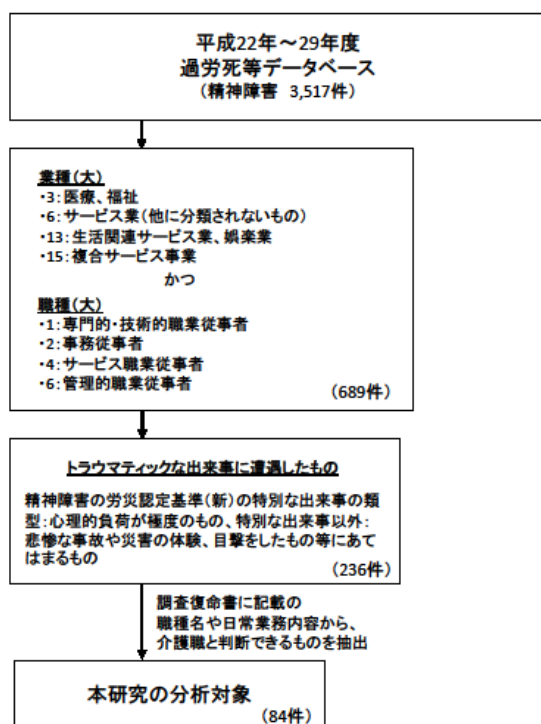 平成22年～29年度
過労死等データベース
（精神障害 3,517件）
業種（大）
・3：医療、福祉
・6：サービス業（他に分類されないもの）
・13：生活関連サービス業、娯楽業
・15：複合サービス事業
かつ
職種（大）
・1：専門的・技術的職業従事者
・2：事務従事者
・4：サービス職業従事者
・6：管理的職業従事者
（689件）
トラウマティックな出来事に遭遇したもの
精神障害の労災認定基準（新）の特別な出来事の類
型：心理的負荷が極度のもの、特別な出来事以外：
悲惨な事故や災害の体験、目撃をしたもの等にあて
はまるもの
（236件）
調査復命書に記載の
職種名や日常業務内容から、
介護職と判断できるものを抽出
本研究の分析対象
（84件）